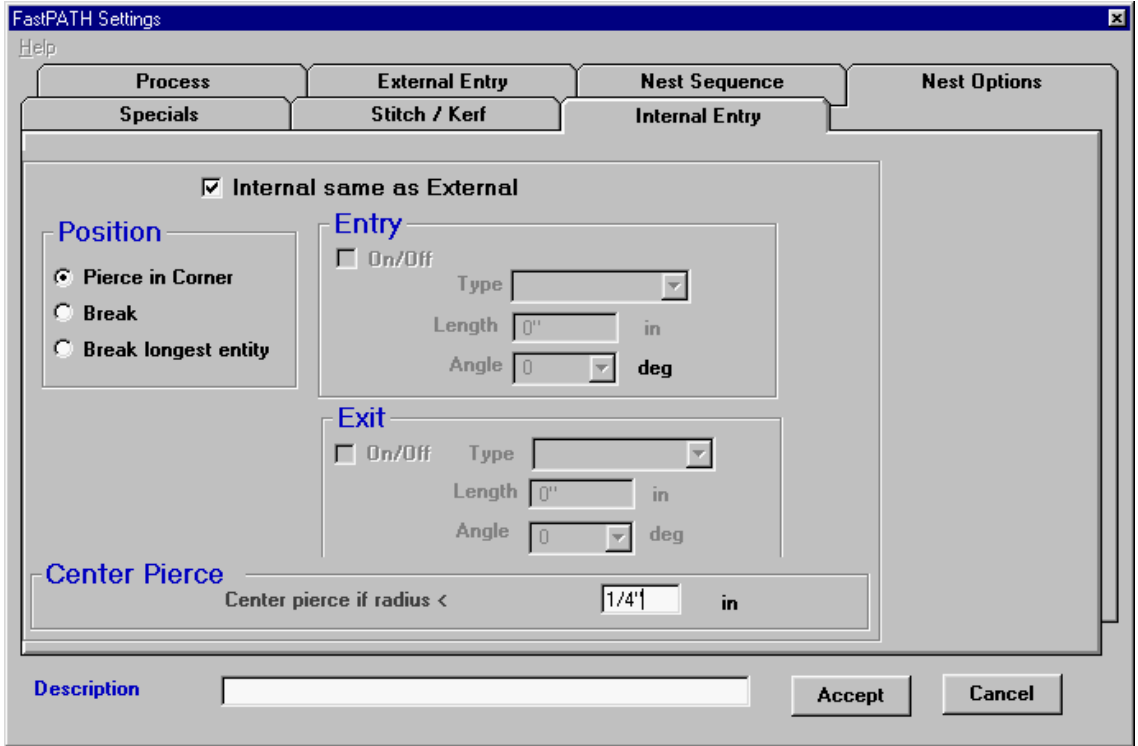 FastPATH Settings
Help
Process External Entry Nest Sequence Nest Options
Specials Stitch / Kerf Internal Entry
Internal same as External
Position
Pierce in Corner
Break
Break longest entity
Entry
On/Off
Type
Length 0" in
Angle 0 deg
Exit
On/Off Type
Length 0" in
Angle 0 deg
Center Pierce
Center pierce if radius < 1/4" in
Description Accept Cancel